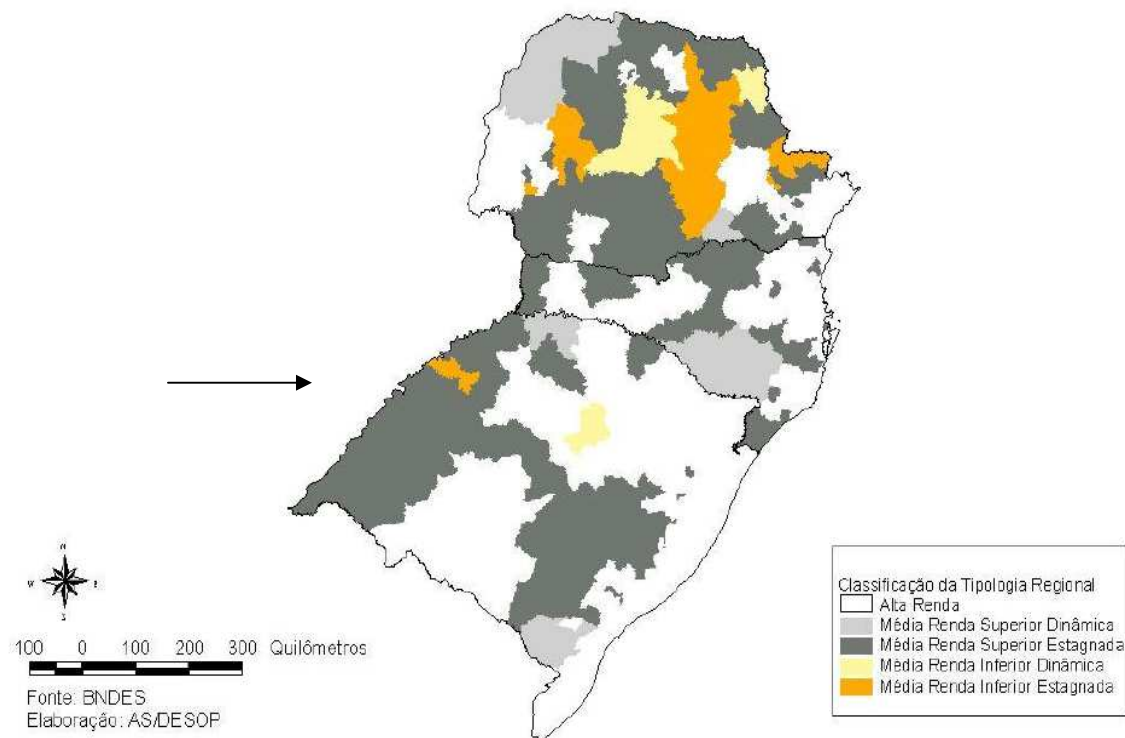 N
W E
S
100 0 100 200 300 Quilômetros
Fonte: BNDES
Elaboração: AS/DESOP
Classificação da Tipologia Regional
Alta Renda
Média Renda Superior Dinâmica
Média Renda Superior Estagnada
Média Renda Inferior Dinâmica
Média Renda Inferior Estagnada